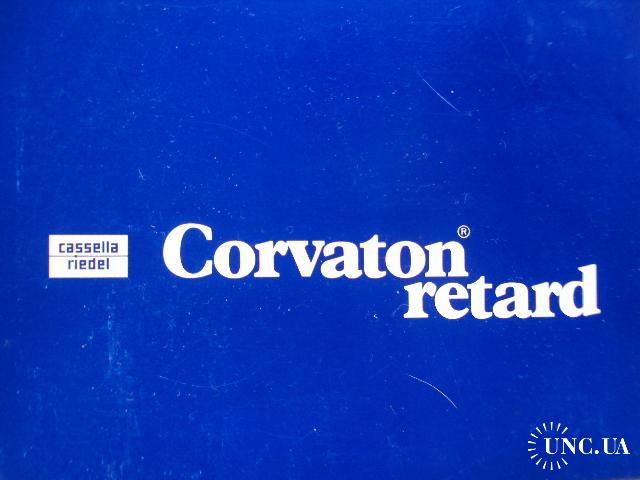 cassella
riedel
Corvaton®
retard
UNC.UA